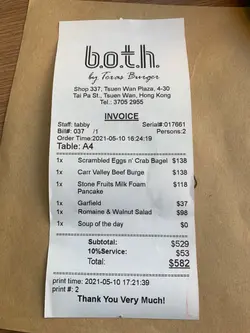 b.o.t.h.
by Texas Burger
Shop 337, Tsuen Wan Plaza, 4-30
Tai Pa St., Tsuen Wan, Hong Kong
Tel.: 3705 2955
INVOICE
Staff: tabby Serial#:017661
Bill#: 037 /1 Persons:2
Order Time:2021-05-10 16:24:19
Table: A4
1x Scrambled Eggs n' Crab Bagel $138
1x Carr Valley Beef Burge $138
1x Stone Fruits Milk Foam Pancake $118
1x Garfield $37
1x Romaine & Walnut Salad $98
1x Soup of the day $0
Subtotal: $529
10%Service: $53
Total: $582
print time: 2021-05-10 17:21:39
print #: 2
Thank You Very Much!